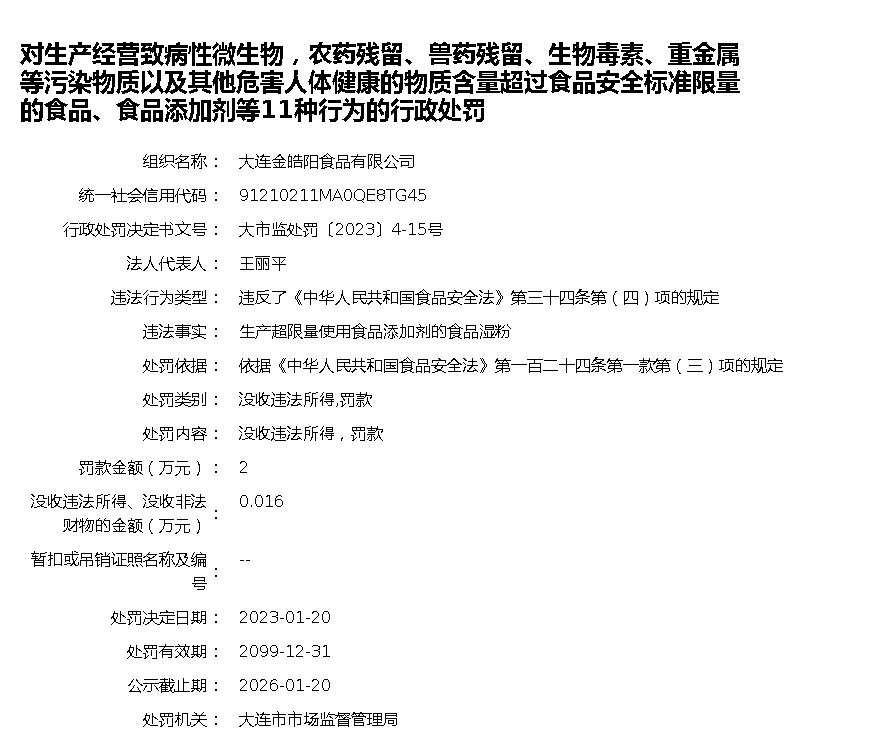 对生产经营致病性微生物，农药残留、兽药残留、生物毒素、重金属
等污染物质以及其他危害人体健康的物质含量超过食品安全标准限量
的食品、食品添加剂等11种行为的行政处罚
组织名称： 大连金皓阳食品有限公司
统一社会信用代码： 91210211MA0QE8TG45
行政处罚决定书文号： 大市监处罚〔2023〕4-15号
法人代表人： 王丽平
违法行为类型： 违反了《中华人民共和国食品安全法》第三十四条第（四）项的规定
违法事实： 生产超限量使用食品添加剂的食品湿粉
处罚依据： 依据《中华人民共和国食品安全法》第一百二十四条第一款第（三）项的规定
处罚类别： 没收违法所得,罚款
处罚内容： 没收违法所得，罚款
罚款金额（万元）： 2
没收违法所得、没收非法
财物的金额（万元）： 0.016
暂扣或吊销证照名称及编
号： --
处罚决定日期： 2023-01-20
处罚有效期： 2099-12-31
公示截止期： 2026-01-20
处罚机关： 大连市市场监督管理局